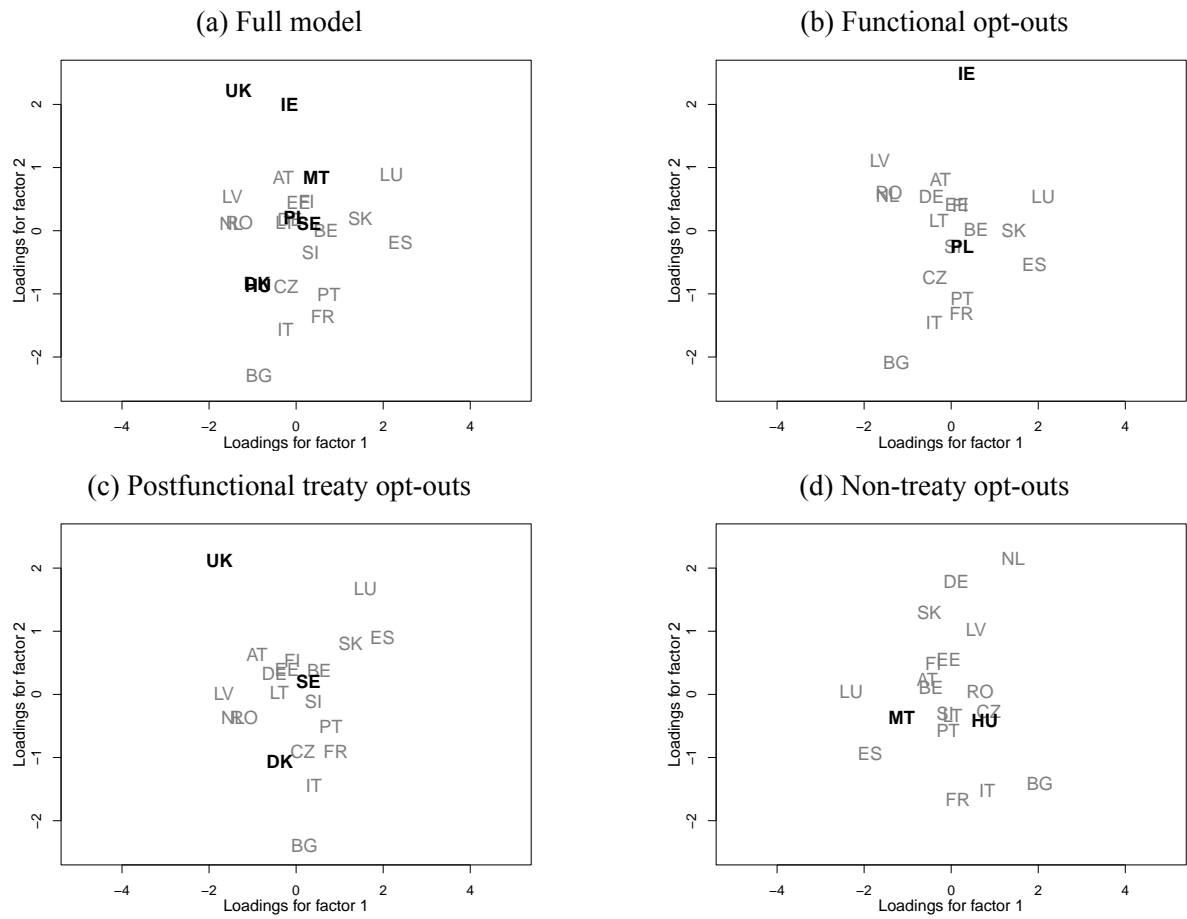 (a) Full model
UK
IE
AT
MT
LU
LV
EE
FI
NL
RO
PL
DE
LT
SE
SK
BE
ES
SI
DK
CZ
PT
FR
IT
BG
Loadings for factor 2
−2
−1
0
1
2
−4
−2
0
2
4
Loadings for factor 1
(b) Functional opt-outs
IE
LV
AT
RO
NL
DE
EE
LU
LT
BE
SK
PL
ES
CZ
PT
FR
IT
BG
Loadings for factor 2
−2
−1
0
1
2
−4
−2
0
2
4
Loadings for factor 1
(c) Postfunctional treaty opt-outs
UK
LU
ES
SK
AT
FI
DE
EE
BE
SE
LV
LT
SI
NL
RO
PT
CZ
FR
DK
IT
BG
Loadings for factor 2
−2
−1
0
1
2
−4
−2
0
2
4
Loadings for factor 1
(d) Non-treaty opt-outs
NL
DE
SK
LV
FI
EE
AT
BE
LU
RO
CZ
SI
LT
MT
HU
PT
ES
FR
IT
BG
Loadings for factor 2
−2
−1
0
1
2
−4
−2
0
2
4
Loadings for factor 1